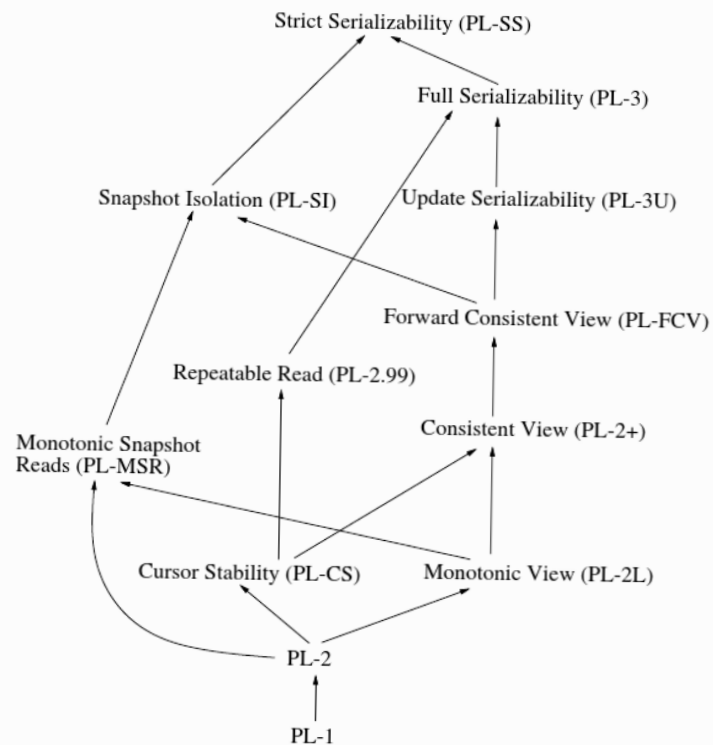 Strict Serializability (PL-SS)
Full Serializability (PL-3)
Snapshot Isolation (PL-SI)
Update Serializability (PL-3U)
Forward Consistent View (PL-FCV)
Repeatable Read (PL-2.99)
Consistent View (PL-2+)
Monotonic Snapshot
Reads (PL-MSR)
Cursor Stability (PL-CS)
Monotonic View (PL-2L)
PL-2
PL-1